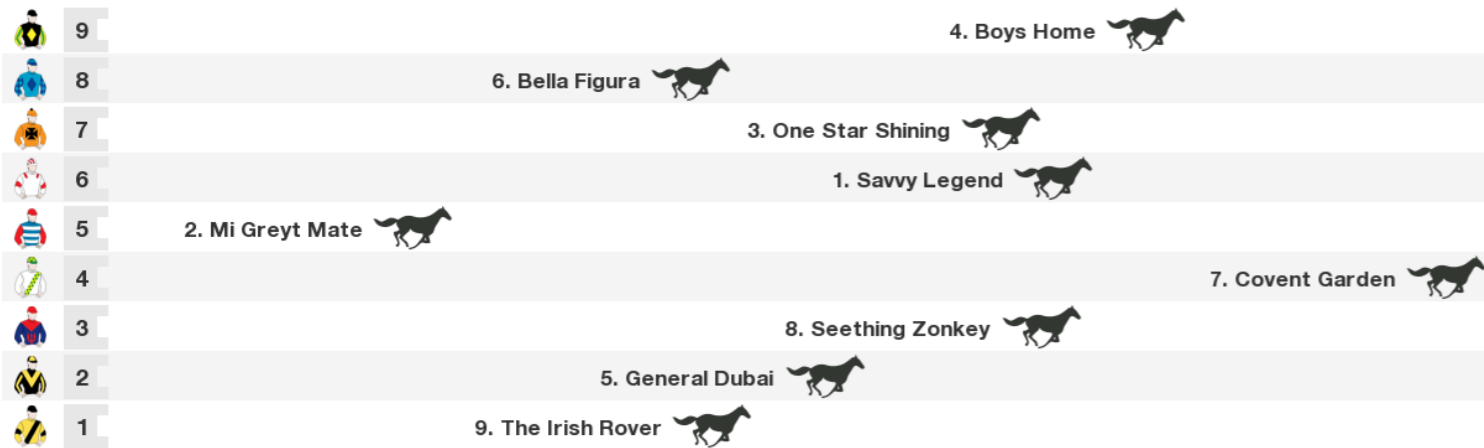 9 4. Boys Home
8 6. Bella Figura
7 3. One Star Shining
6 1. Savvy Legend
5 2. Mi Greyt Mate
4 7. Covent Garden
3 8. Seething Zonkey
2 5. General Dubai
1 9. The Irish Rover